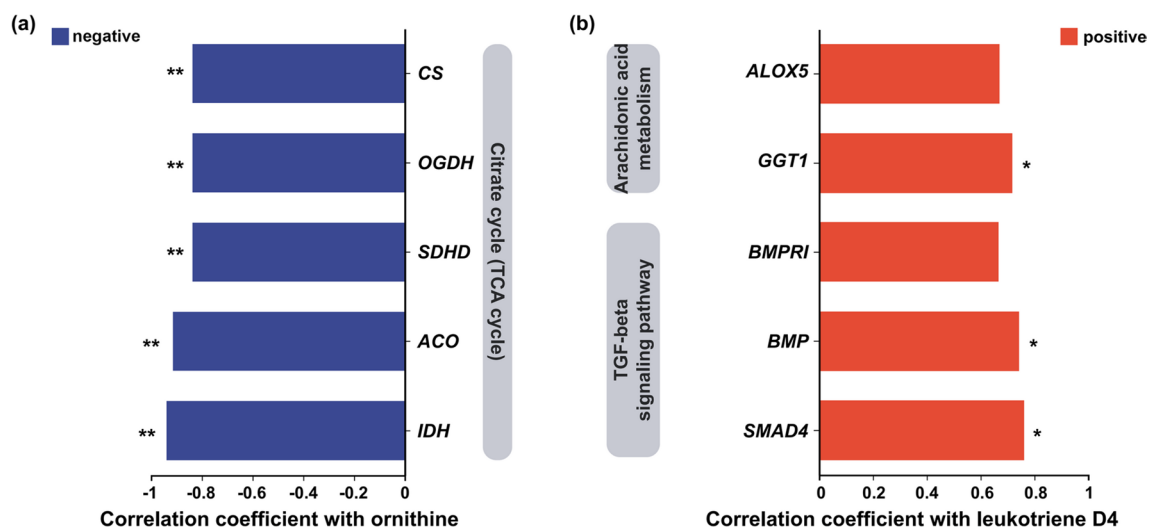 (a)
negative
**
CS
**
OGDH
**
SDHD
**
ACO
**
IDH
Citrate cycle (TCA cycle)
-1 -0.8 -0.6 -0.4 -0.2 0
Correlation coefficient with ornithine
(b)
positive
Arachidonic acid
metabolism
TGF-beta
signaling pathway
ALOX5
GGT1
*
BMPRI
BMP
*
SMAD4
*
0 0.2 0.4 0.6 0.8 1
Correlation coefficient with leukotriene D4